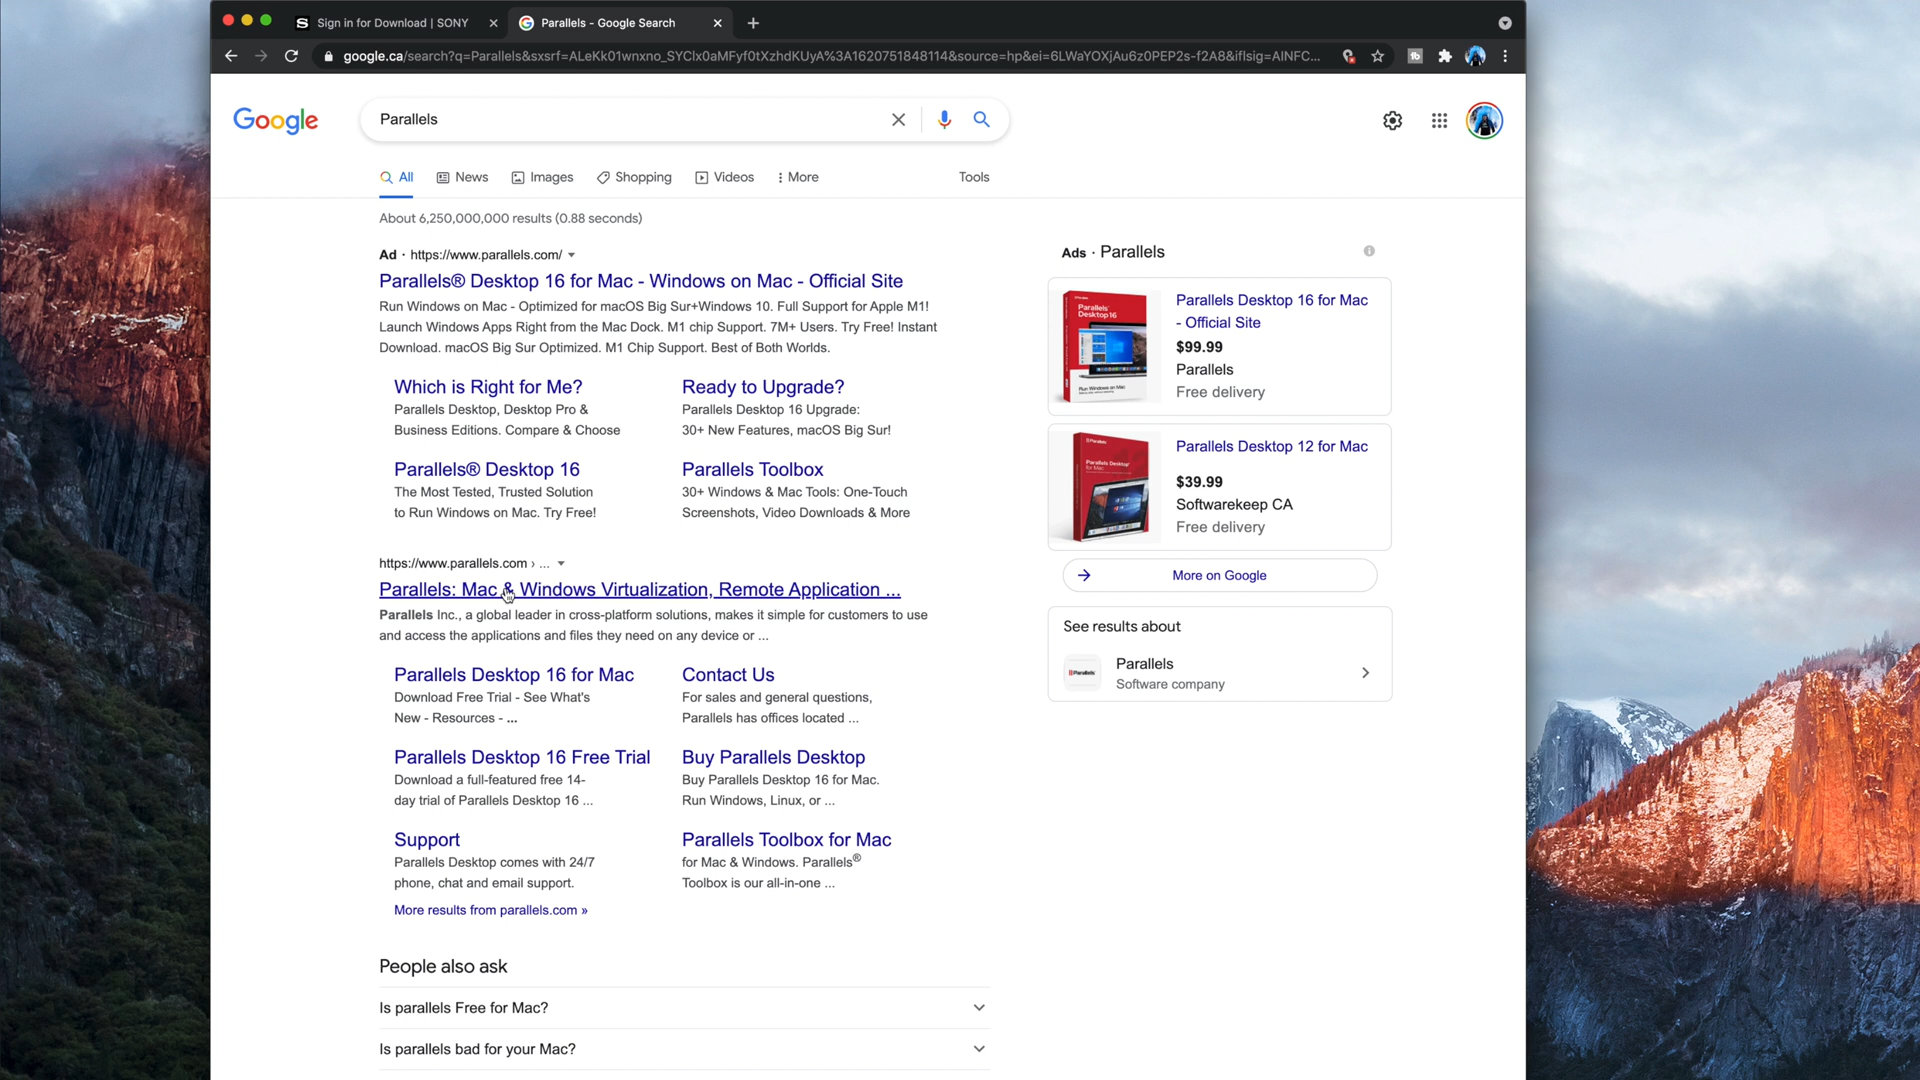 Sign in for Download | SONY
Parallels - Google Search
google.ca/search?q=Parallels&sxsrf=ALeKk01wnxno_SYClx0aMFyf0tXzhdKUyA%3A1620751848114&source=hp&ei=6LWaYOXjAu6z0PEP2s-f2A8&iflsig=AINFC...
Google
Parallels
All
News
Images
Shopping
Videos
More
Tools
About 6,250,000,000 results (0.88 seconds)
Ad · https://www.parallels.com/
Parallels® Desktop 16 for Mac - Windows on Mac - Official Site
Run Windows on Mac - Optimized for macOS Big Sur+Windows 10. Full Support for Apple M1!
Launch Windows Apps Right from the Mac Dock. M1 chip Support. 7M+ Users. Try Free! Instant
Download. macOS Big Sur Optimized. M1 Chip Support. Best of Both Worlds.
Which is Right for Me?
Parallels Desktop, Desktop Pro &
Business Editions. Compare & Choose
Ready to Upgrade?
Parallels Desktop 16 Upgrade:
30+ New Features, macOS Big Sur!
Parallels® Desktop 16
The Most Tested, Trusted Solution
to Run Windows on Mac. Try Free!
Parallels Toolbox
30+ Windows & Mac Tools: One-Touch
Screenshots, Video Downloads & More
https://www.parallels.com › ...
Parallels: Mac & Windows Virtualization, Remote Application ...
Parallels Inc., a global leader in cross-platform solutions, makes it simple for customers to use
and access the applications and files they need on any device or ...
Parallels Desktop 16 for Mac
Download Free Trial - See What's
New - Resources - ...
Contact Us
For sales and general questions,
Parallels has offices located ...
Parallels Desktop 16 Free Trial
Download a full-featured free 14-
day trial of Parallels Desktop 16 ...
Buy Parallels Desktop
Buy Parallels Desktop 16 for Mac.
Run Windows, Linux, or ...
Support
Parallels Desktop comes with 24/7
phone, chat and email support.
Parallels Toolbox for Mac
for Mac & Windows. Parallels®
Toolbox is our all-in-one ...
More results from parallels.com »
People also ask
Is parallels Free for Mac?
Is parallels bad for your Mac?
Ads · Parallels
Parallels
Desktop 16
Parallels Desktop 16 for Mac
- Official Site
$99.99
Parallels
Free delivery
Parallels Desktop 12 for Mac
$39.99
Softwarekeep CA
Free delivery
More on Google
See results about
Parallels
Parallels
Software company